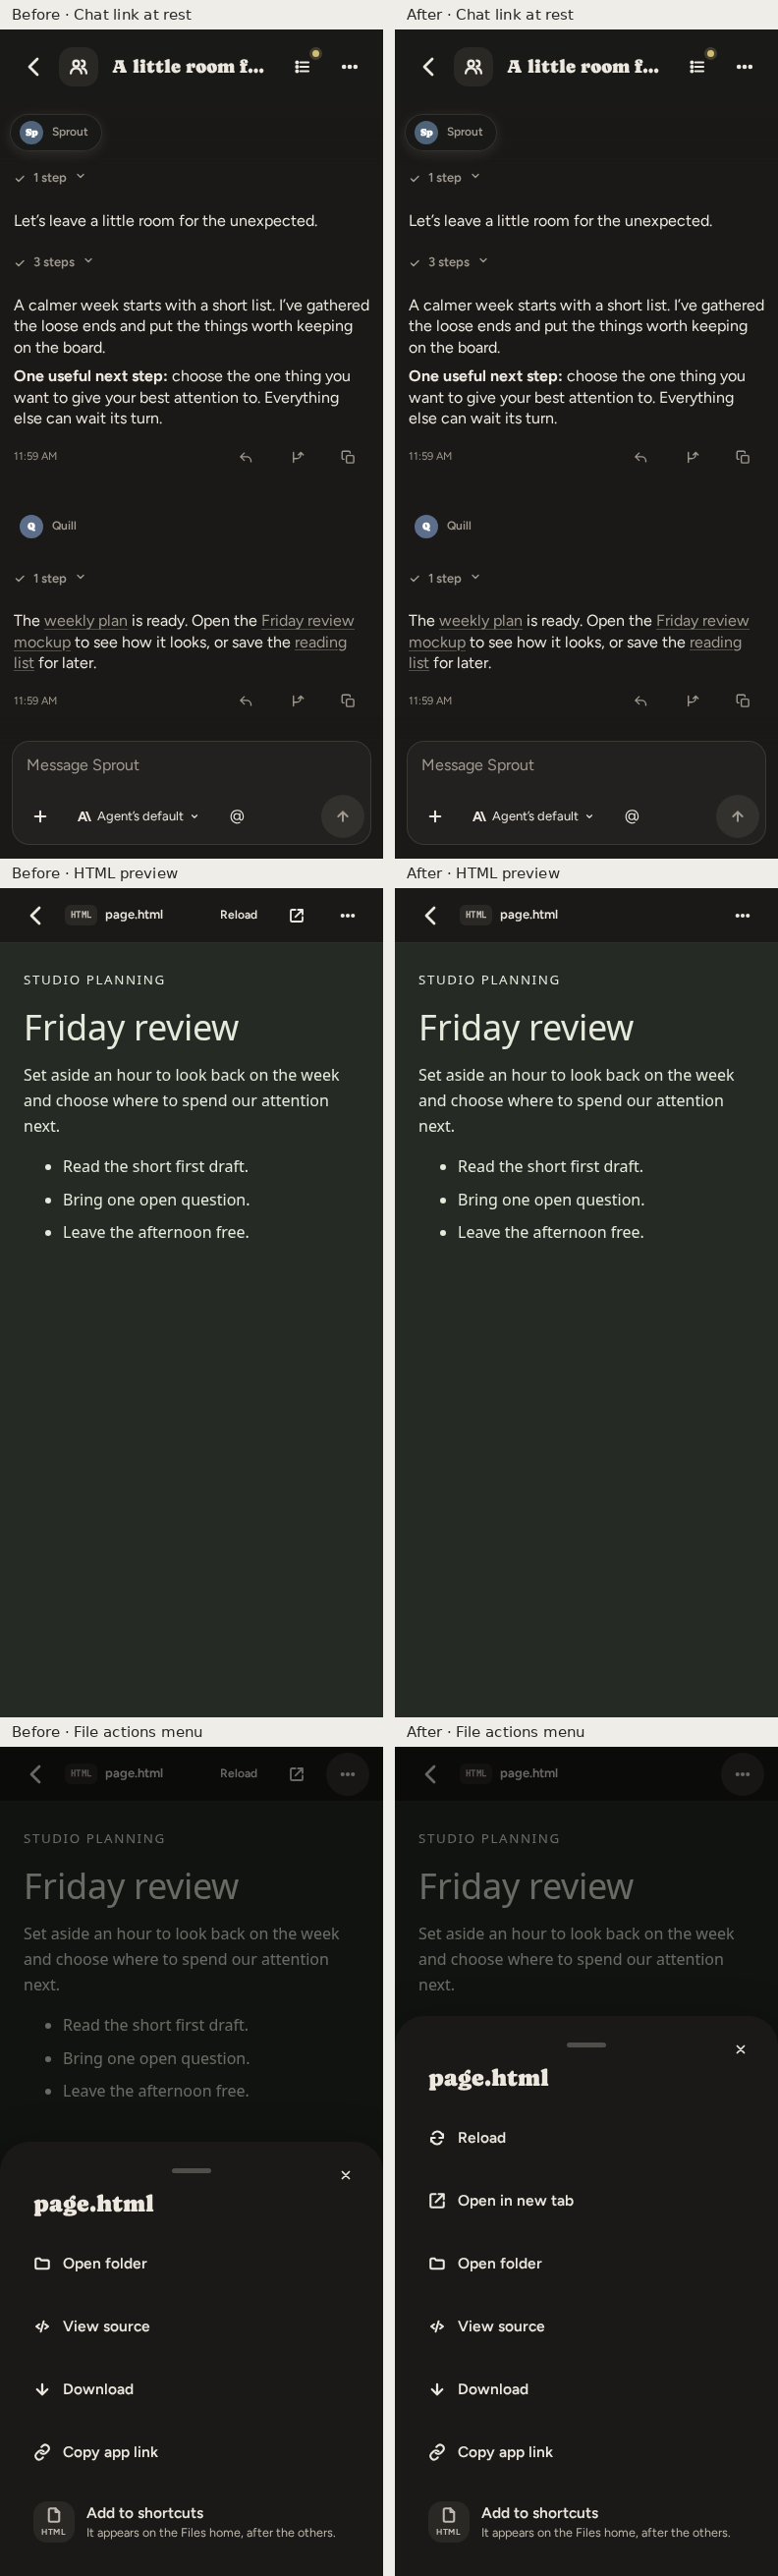 Before · Chat link at rest
A little room f...
Sp Sprout
1 step
Let’s leave a little room for the unexpected.
3 steps
A calmer week starts with a short list. I’ve gathered
the loose ends and put the things worth keeping
on the board.
One useful next step: choose the one thing you
want to give your best attention to. Everything
else can wait its turn.
11:59 AM
Q Quill
1 step
The weekly plan is ready. Open the Friday review
mockup to see how it looks, or save the reading
list for later.
11:59 AM
Message Sprout
Agent’s default
@
After · Chat link at rest
A little room f...
Sp Sprout
1 step
Let’s leave a little room for the unexpected.
3 steps
A calmer week starts with a short list. I’ve gathered
the loose ends and put the things worth keeping
on the board.
One useful next step: choose the one thing you
want to give your best attention to. Everything
else can wait its turn.
11:59 AM
Q Quill
1 step
The weekly plan is ready. Open the Friday review
mockup to see how it looks, or save the reading
list for later.
11:59 AM
Message Sprout
Agent’s default
@
Before · HTML preview
HTML page.html Reload
STUDIO PLANNING
Friday review
Set aside an hour to look back on the week
and choose where to spend our attention
next.
• Read the short first draft.
• Bring one open question.
• Leave the afternoon free.
After · HTML preview
HTML page.html
STUDIO PLANNING
Friday review
Set aside an hour to look back on the week
and choose where to spend our attention
next.
• Read the short first draft.
• Bring one open question.
• Leave the afternoon free.
Before · File actions menu
HTML page.html Reload
STUDIO PLANNING
Friday review
Set aside an hour to look back on the week
and choose where to spend our attention
next.
• Read the short first draft.
• Bring one open question.
• Leave the afternoon free.
page.html
Open folder
View source
Download
Copy app link
Add to shortcuts
HTML
It appears on the Files home, after the others.
After · File actions menu
HTML page.html
STUDIO PLANNING
Friday review
Set aside an hour to look back on the week
and choose where to spend our attention
next.
page.html
Reload
Open in new tab
Open folder
View source
Download
Copy app link
Add to shortcuts
HTML
It appears on the Files home, after the others.